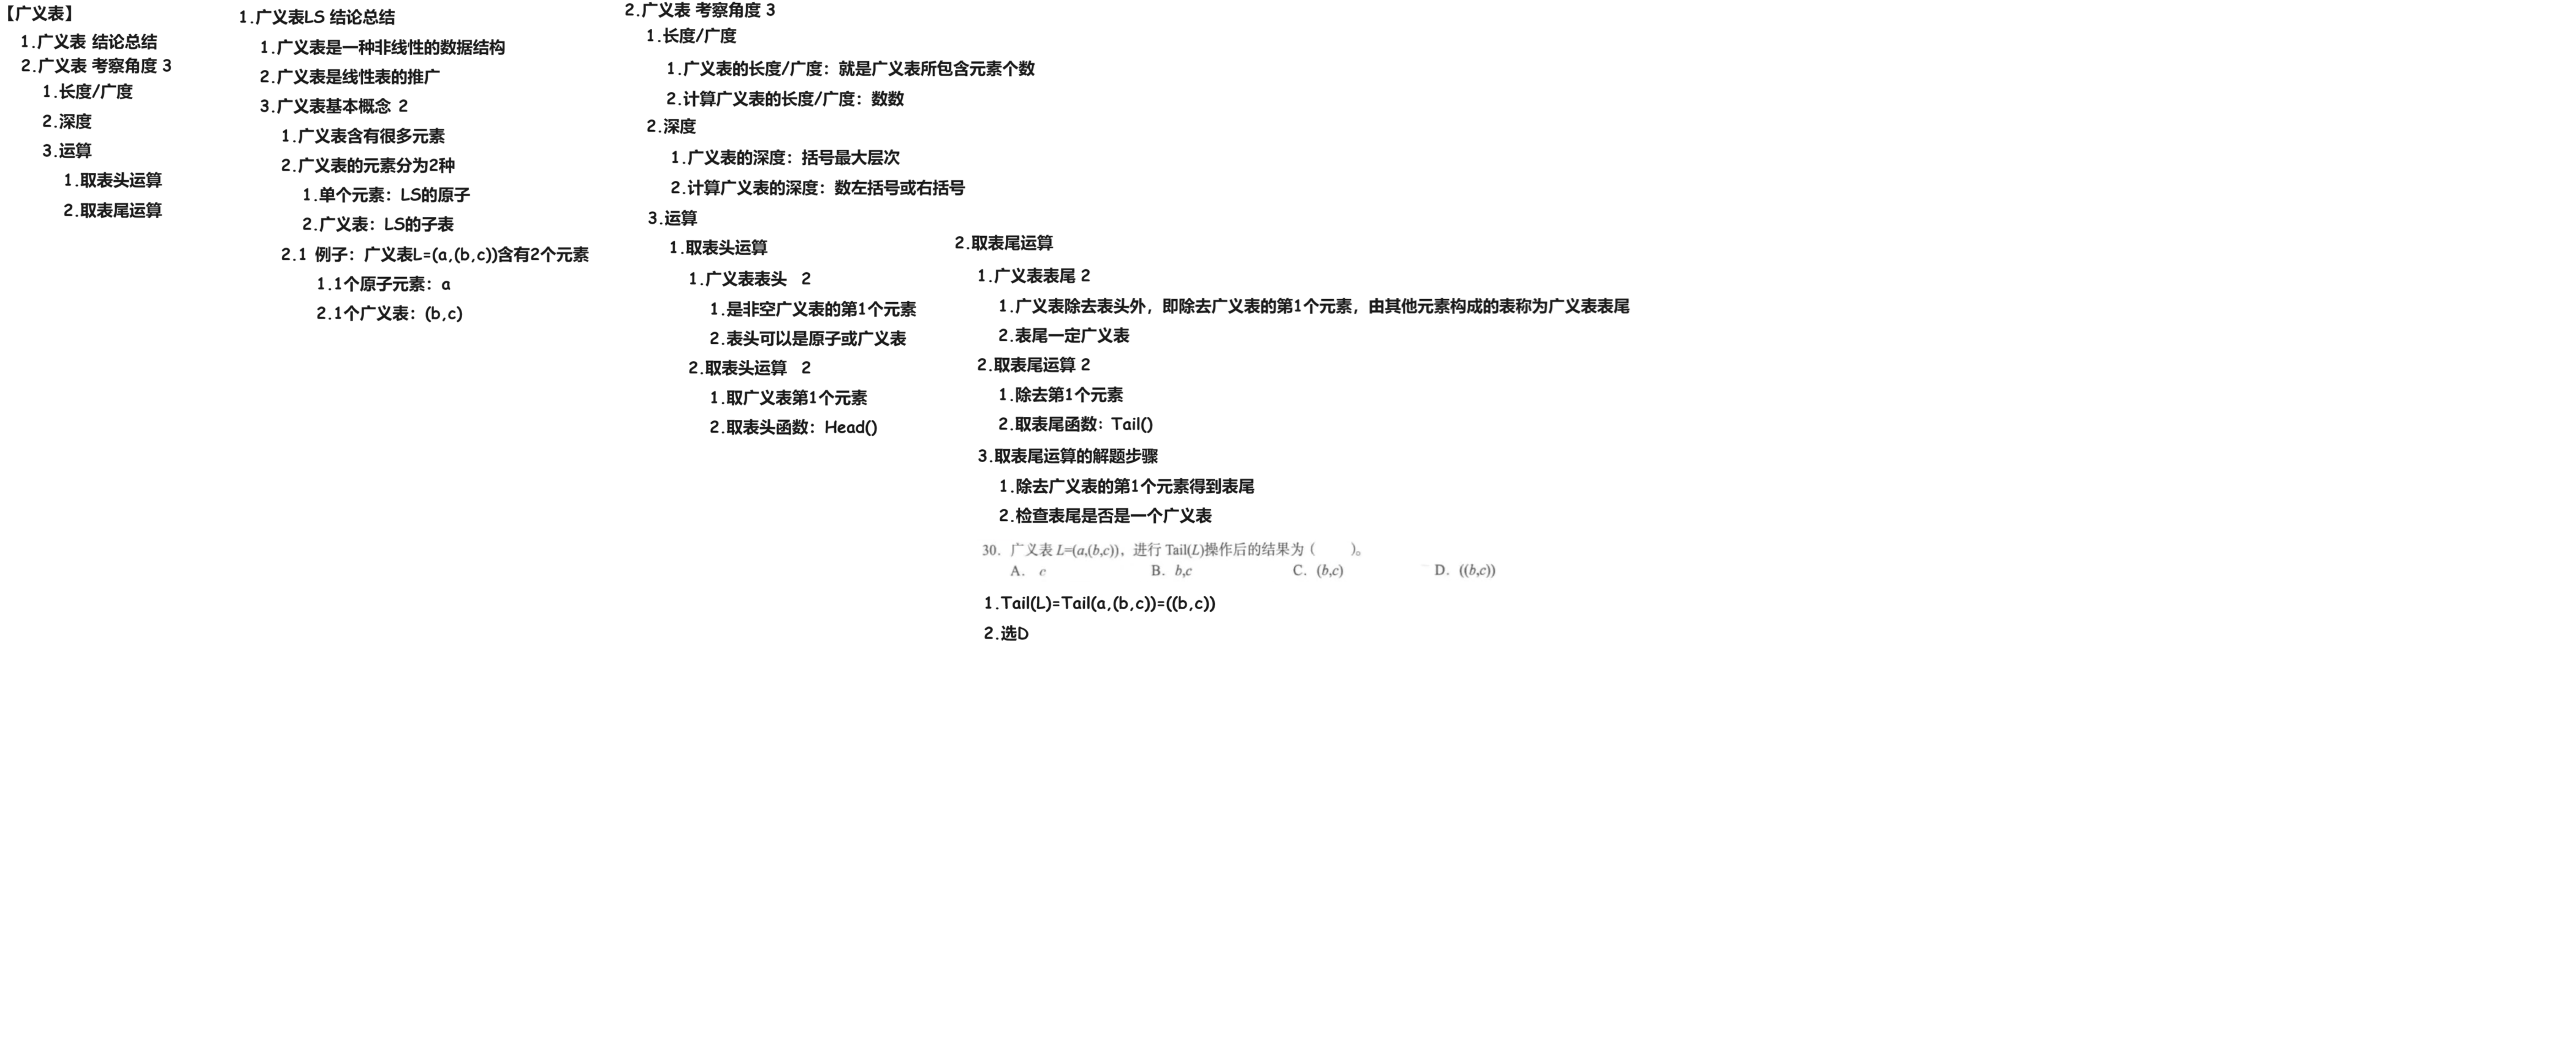 【广义表】
1.广义表 结论总结
2.广义表 考察角度 3
1.长度/广度
2.深度
3.运算
1.取表头运算
2.取表尾运算
1.广义表LS 结论总结
1.广义表是一种非线性的数据结构
2.广义表是线性表的推广
3.广义表基本概念 2
1.广义表含有很多元素
2.广义表的元素分为2种
1.单个元素：LS的原子
2.广义表：LS的子表
2.1 例子：广义表L=(a,(b,c))含有2个元素
1.1个原子元素：a
2.1个广义表：(b,c)
2.广义表 考察角度 3
1.长度/广度
1.广义表的长度/广度：就是广义表所包含元素个数
2.计算广义表的长度/广度：数数
2.深度
1.广义表的深度：括号最大层次
2.计算广义表的深度：数左括号或右括号
3.运算
1.取表头运算
1.广义表表头 2
1.是非空广义表的第1个元素
2.表头可以是原子或广义表
2.取表头运算 2
1.取广义表第1个元素
2.取表头函数：Head()
2.取表尾运算
1.广义表表尾 2
1.广义表除去表头外，即除去广义表的第1个元素，由其他元素构成的表称为广义表表尾
2.表尾一定广义表
2.取表尾运算 2
1.除去第1个元素
2.取表尾函数：Tail()
3.取表尾运算的解题步骤
1.除去广义表的第1个元素得到表尾
2.检查表尾是否是一个广义表
30. 广义表 L=(a,(b,c))，进行 Tail(L)操作后的结果为（ ）。
A. c B. b,c C. (b,c) D. ((b,c))
1.Tail(L)=Tail(a,(b,c))=((b,c))
2.选D